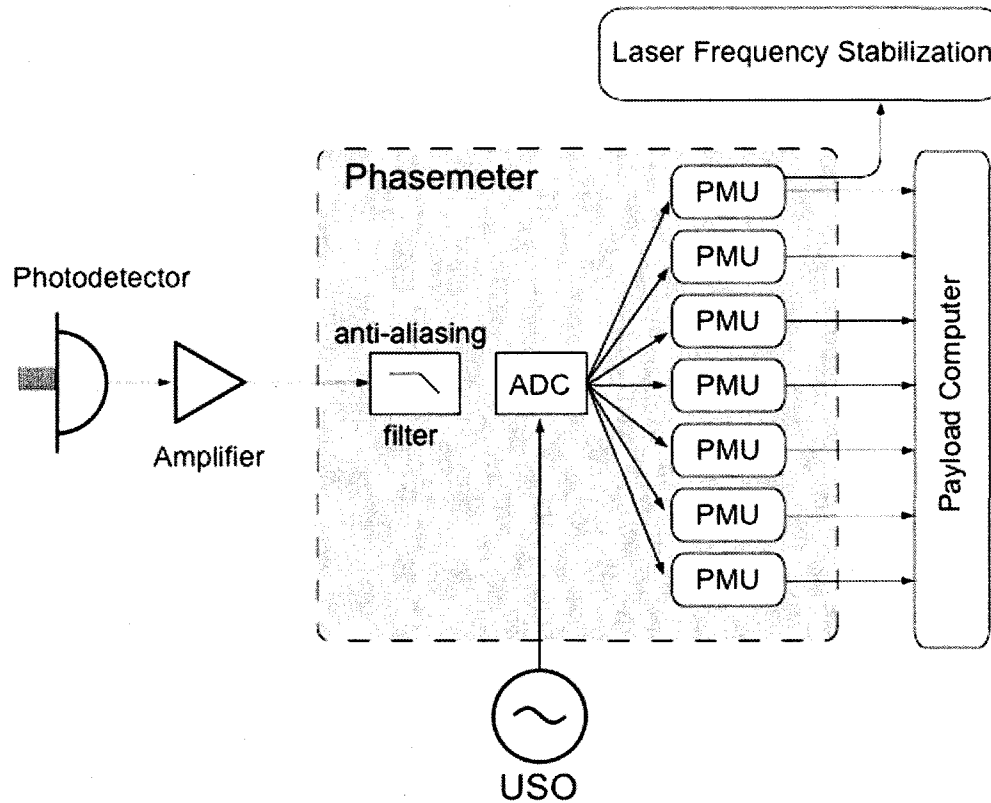 Laser Frequency Stabilization
Phasemeter
PMU
PMU
PMU
PMU
PMU
PMU
PMU
Photodetector
anti-aliasing
filter
ADC
Amplifier
Payload Computer
USO